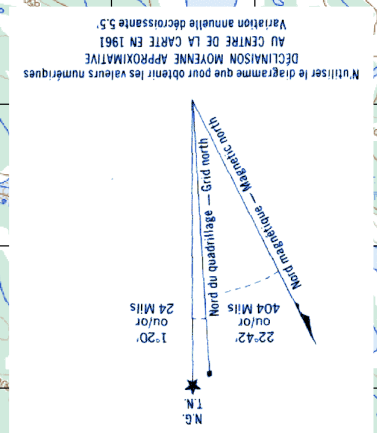 N.G.
T.N.
1°20'
ou/or
24 Mils
22°42'
ou/or
404 Mils
Nord du quadrillage — Grid north
Nord magnétique — Magnetic north
N'utiliser le diagramme que pour obtenir les valeurs numériques
DÉCLINAISON MOYENNE APPROXIMATIVE
AU CENTRE DE LA CARTE EN 1961
Variation annuelle décroissante 5.5'